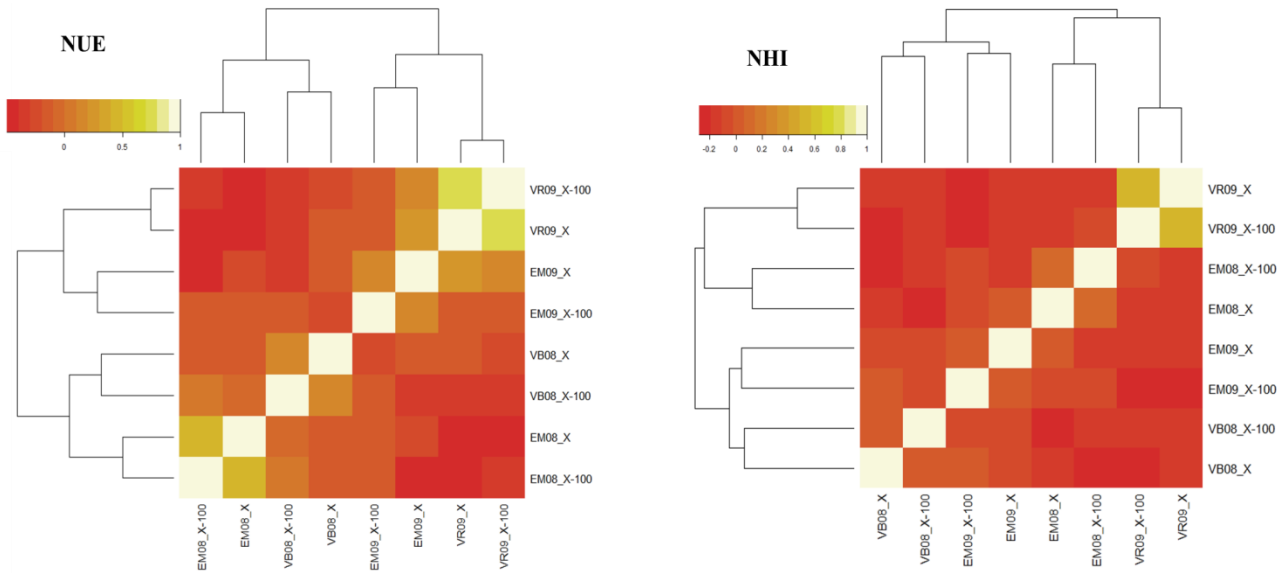 NUE
0 0.5 1
VR09_X-100
VR09_X
EM09_X
EM09_X-100
VB08_X
VB08_X-100
EM08_X
EM08_X-100
EM08_X-100
EM08_X
VB08_X-100
VB08_X
EM09_X-100
EM09_X
VR09_X
VR09_X-100
NHI
-0.2 0 0.2 0.4 0.6 0.8 1
VR09_X
VR09_X-100
EM08_X-100
EM08_X
EM09_X
EM09_X-100
VB08_X-100
VB08_X
VB08_X
VB08_X-100
EM09_X-100
EM09_X
EM08_X
EM08_X-100
VR09_X-100
VR09_X